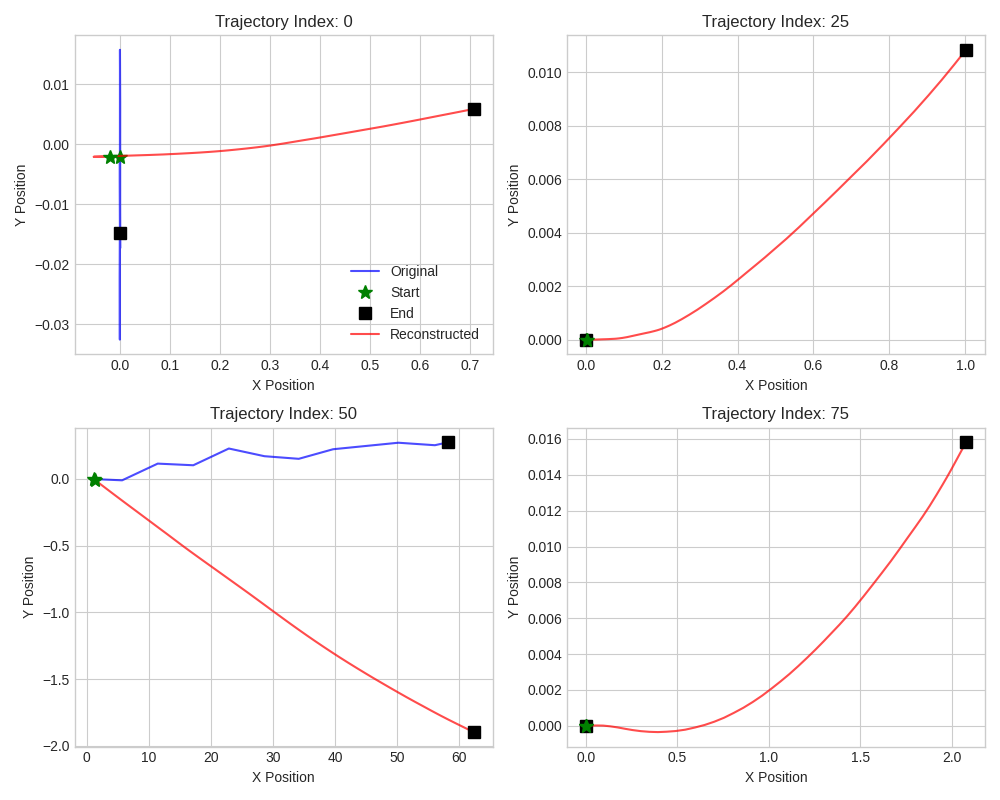 Trajectory Index: 0
Y Position
0.01
0.00
−0.01
−0.02
−0.03
0.0 0.1 0.2 0.3 0.4 0.5 0.6 0.7
X Position
Original
Start
End
Reconstructed
Trajectory Index: 25
Y Position
0.010
0.008
0.006
0.004
0.002
0.000
0.0 0.2 0.4 0.6 0.8 1.0
X Position
Trajectory Index: 50
Y Position
0.0
−0.5
−1.0
−1.5
−2.0
0 10 20 30 40 50 60
X Position
Trajectory Index: 75
Y Position
0.016
0.014
0.012
0.010
0.008
0.006
0.004
0.002
0.000
0.0 0.5 1.0 1.5 2.0
X Position